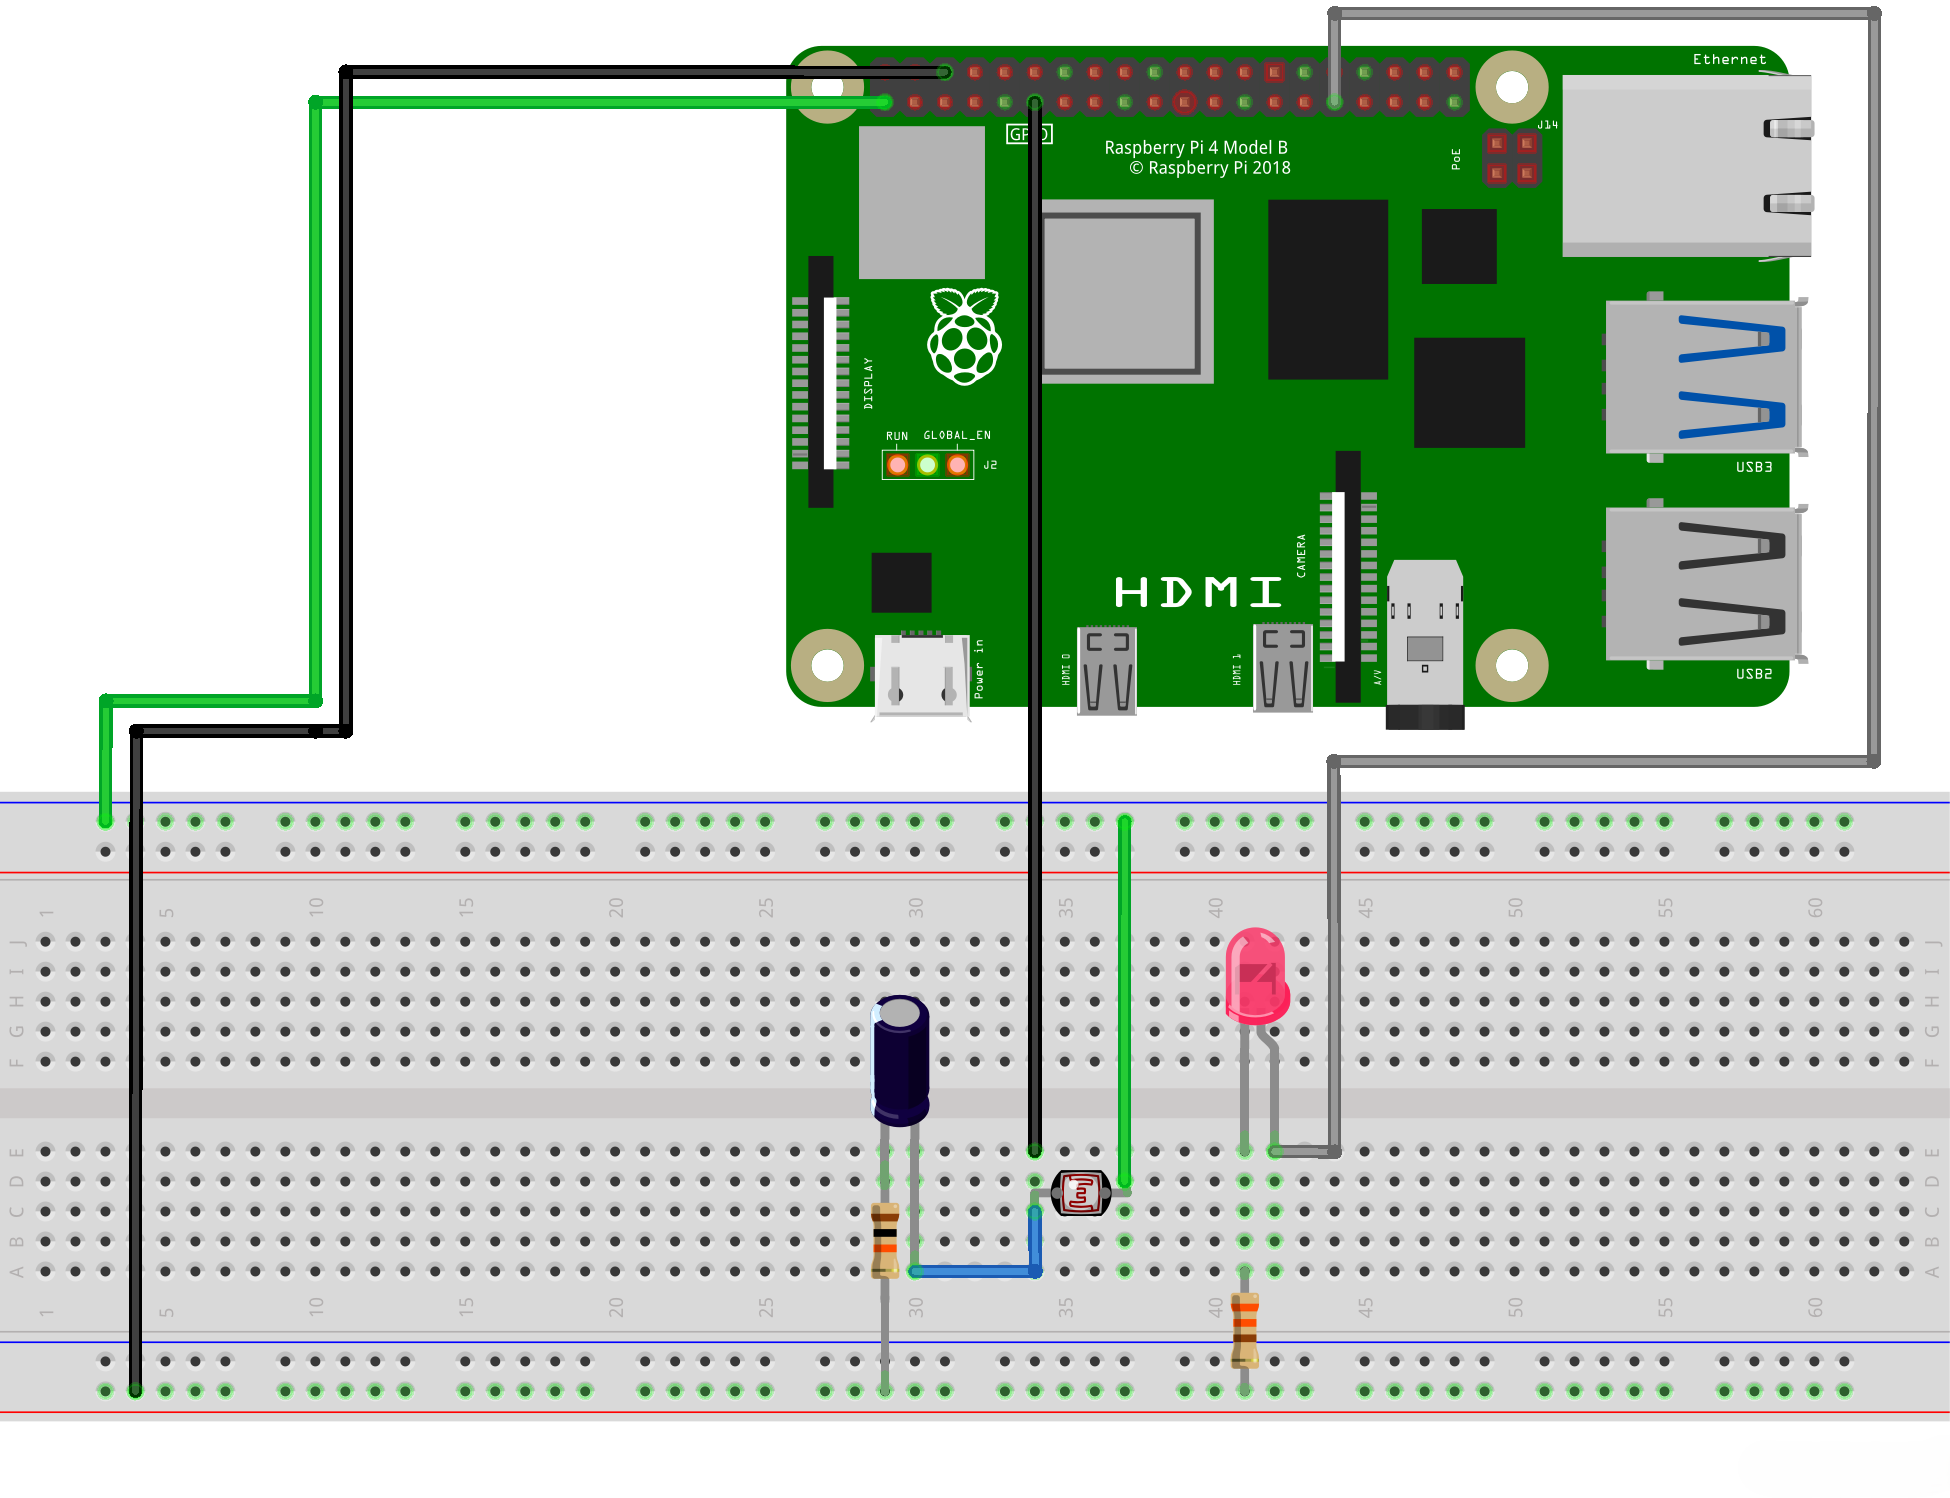 Ethernet
J14
GPIO
Raspberry Pi 4 Model B
© Raspberry Pi 2018
PoE
DISPLAY
RUN GLOBAL_EN
J2
USB3
CAMERA
HDMI
Power in
HDMI 0
HDMI 1
A/V
USB2
1 5 10 15 20 25 30 35 40 45 50 55 60
J J
I I
H H
G G
F F
E E
D D
C C
B B
A A
1 5 10 15 20 25 30 35 40 45 50 55 60